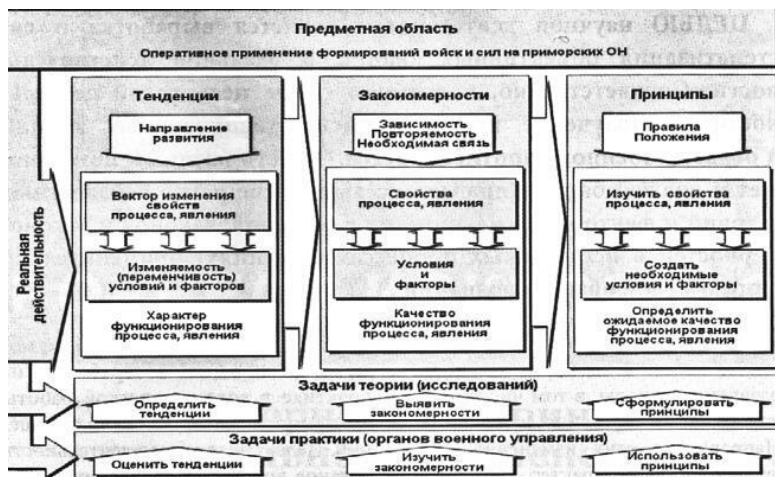 Предметная область
Оперативное применение формирований войск и сил на приморских ОН
Реальная
действительность
Тенденции
Направление
развития
Вектор изменения
свойств
процесса, явления
Изменяемость
(переменчивость)
условий и факторов
Характер
функционирования
процесса, явления
Закономерности
Зависимость
Повторяемость
Необходимая связь
Свойства
процесса, явления
Условия
и
факторы
Качество
функционирования
процесса, явления
Принципы
Правила
Положения
Изучить свойства
процесса, явления
Создать
необходимые
условия и факторы
Определить
ожидаемое качество
функционирования
процесса, явления
Задачи теории (исследований)
Определить
тенденции
Выявить
закономерности
Сформулировать
принципы
Задачи практики (органов военного управления)
Оценить тенденции
Изучить
закономерности
Использовать
принципы